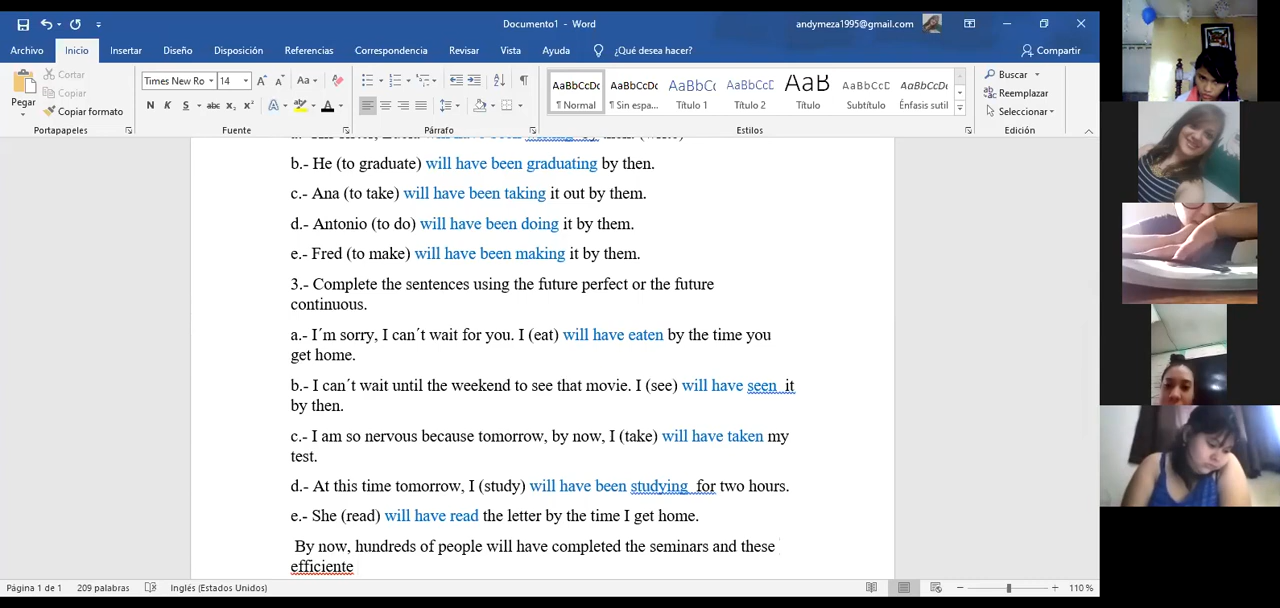 Documento1 - Word
andymeza1995@gmail.com
Archivo Inicio Insertar Diseño Disposición Referencias Correspondencia Revisar Vista Ayuda ¿Qué desea hacer? Compartir
Pegar
Cortar
Copiar
Copiar formato
Portapapeles
Times New Ro 14
Fuente
Párrafo
AaBbCcDc AaBbCcDc AaBbC AaBbCcD AaB AaBbCcD AaBbCcDc
¶ Normal ¶ Sin espa... Título 1 Título 2 Título Subtítulo Énfasis sutil
Estilos
Buscar
Reemplazar
Seleccionar
Edición
b.- He (to graduate) will have been graduating by then.
c.- Ana (to take) will have been taking it out by them.
d.- Antonio (to do) will have been doing it by them.
e.- Fred (to make) will have been making it by them.
3.- Complete the sentences using the future perfect or the future
continuous.
a.- I´m sorry, I can´t wait for you. I (eat) will have eaten by the time you
get home.
b.- I can´t wait until the weekend to see that movie. I (see) will have seen it
by then.
c.- I am so nervous because tomorrow, by now, I (take) will have taken my
test.
d.- At this time tomorrow, I (study) will have been studying for two hours.
e.- She (read) will have read the letter by the time I get home.
By now, hundreds of people will have completed the seminars and these
efficiente
Página 1 de 1 209 palabras Inglés (Estados Unidos) 110 %